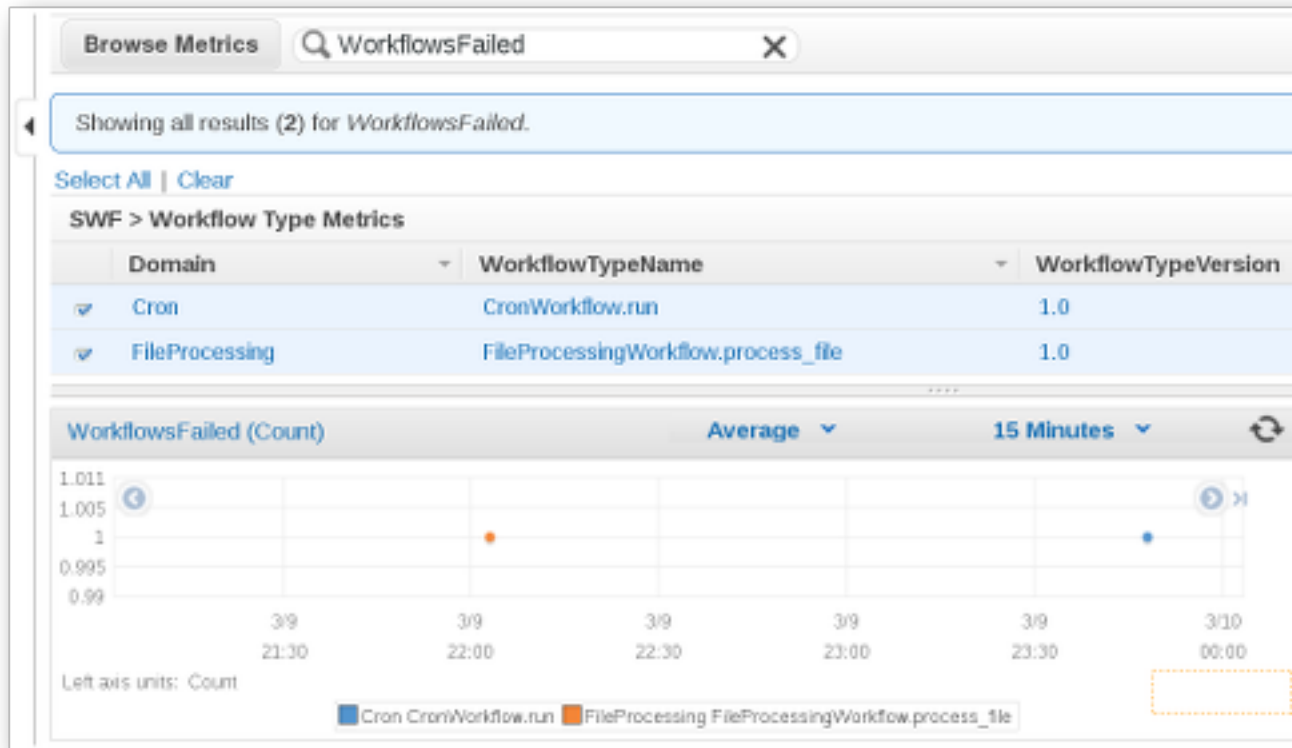 Browse Metrics WorkflowsFailed
Showing all results (2) for WorkflowsFailed.
Select All | Clear
SWF > Workflow Type Metrics
Domain WorkflowTypeName WorkflowTypeVersion
Cron CronWorkflow.run 1.0
FileProcessing FileProcessingWorkflow.process_file 1.0
WorkflowsFailed (Count) Average 15 Minutes
1.011
1.005
1
0.995
0.99
3/9 3/9 3/9 3/9 3/9 3/10
21:30 22:00 22:30 23:00 23:30 00:00
Left axis units: Count
Cron CronWorkflow.run FileProcessing FileProcessingWorkflow.process_file